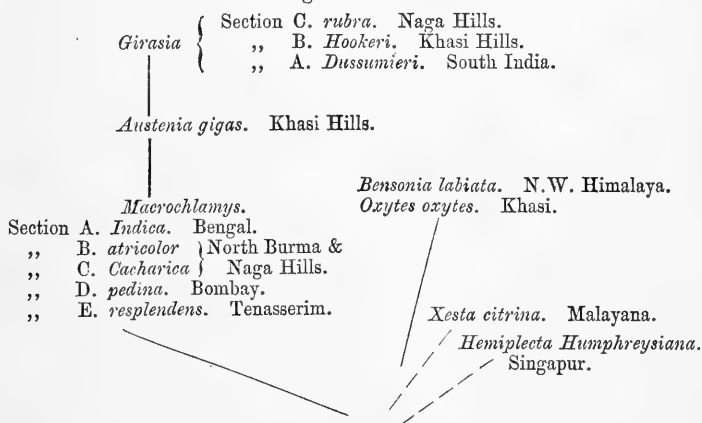 Section C. rubra. Naga Hills.
Girasia
„ B. Hookeri. Khasi Hills.
„ A. Dussumieri. South India.
Austenia gigas. Khasi Hills.
Bensonia labiata. N.W. Himalaya.
Macrochlamys.
Oxytes oxytes. Khasi.
Section A. Indica. Bengal.
„ B. atricolor } North Burma &
„ C. Cacharica } Naga Hills.
„ D. pedina. Bombay.
„ E. resplendens. Tenasserim.
Xesta citrina. Malayana.
Hemiplecta Humphreysiana.
Singapur.